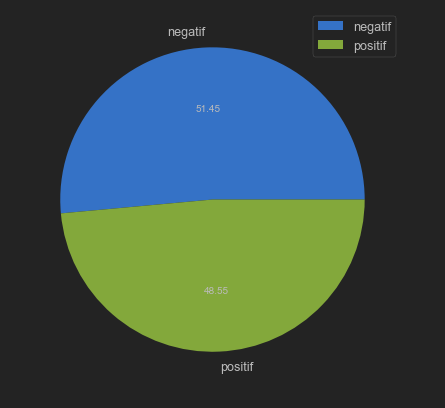 negatif
positif
negatif
51.45
48.55
positif